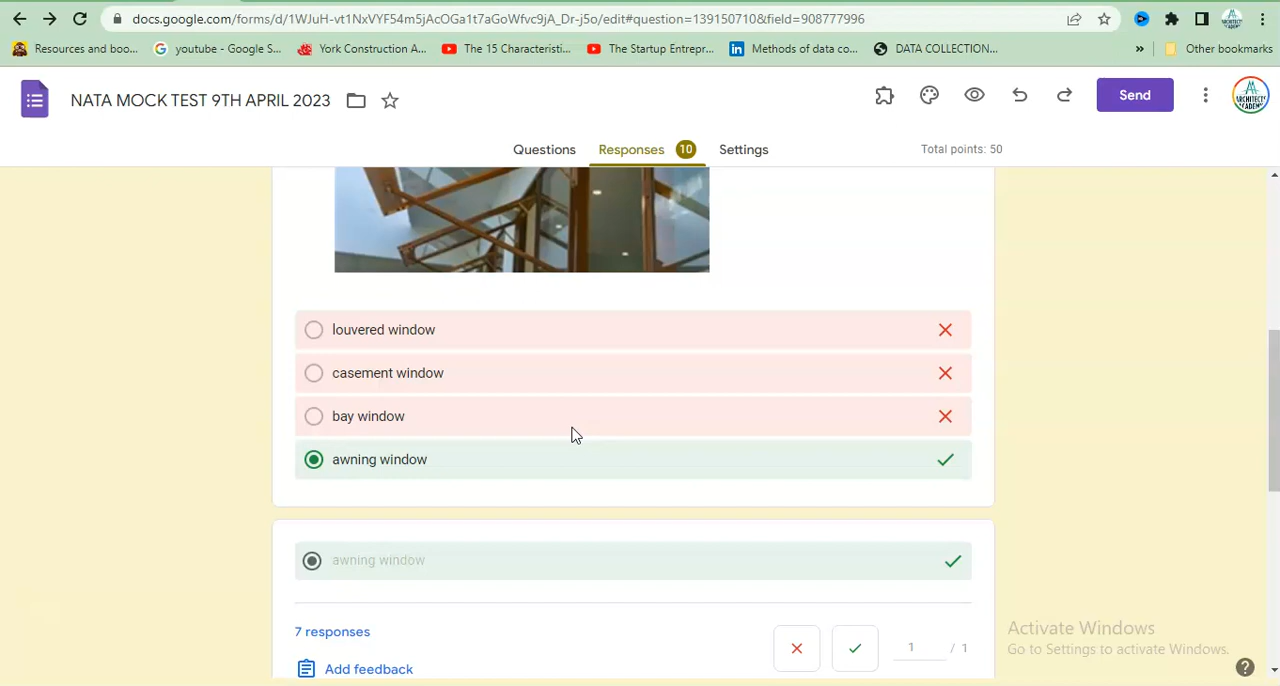 docs.google.com/forms/d/1WJuH-vt1NxVYF54m5jAcOGa1t7aGoWfvc9jA_Dr-j5o/edit#question=139150710&field=908777996
Resources and boo...
youtube - Google S...
York Construction A...
The 15 Characteristi...
The Startup Entrepr...
Methods of data co...
DATA COLLECTION...
»
Other bookmarks
NATA MOCK TEST 9TH APRIL 2023
Send
ARCHITECT'S ACADEMY
Questions
Responses 10
Settings
Total points: 50
louvered window
casement window
bay window
awning window
awning window
7 responses
1 / 1
Add feedback
Activate Windows
Go to Settings to activate Windows.